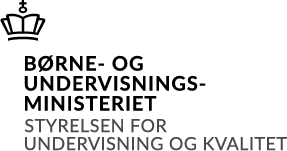 BØRNE- OG
UNDERVISNINGS-
MINISTERIET
STYRELSEN FOR
UNDERVISNING OG KVALITET